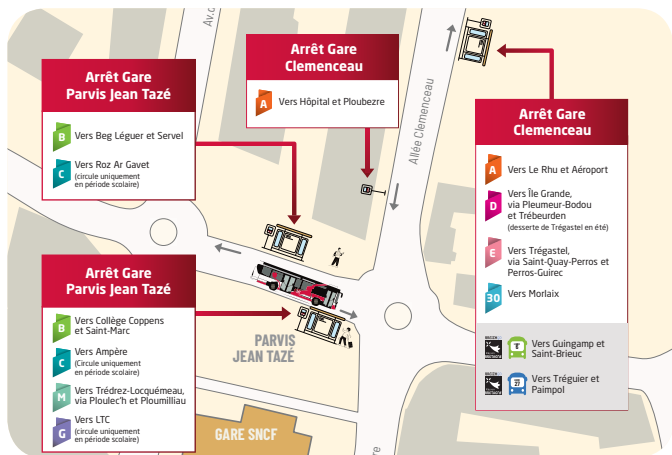 Av.
Arrêt Gare
Parvis Jean Tazé
B Vers Beg Léguer et Servel
C Vers Roz Ar Gavet
(circule uniquement
en période scolaire)
Arrêt Gare
Clemenceau
A Vers Hôpital et Ploubezre
Allée Clemenceau
Arrêt Gare
Clemenceau
A Vers Le Rhu et Aéroport
D Vers Île Grande,
via Pleumeur-Bodou
et Trébeurden
(desserte de Trégastel en été)
E Vers Trégastel,
via Saint-Quay-Perros et
Perros-Guirec
30 Vers Morlaix
T Vers Guingamp et
Saint-Brieuc
27 Vers Tréguier et
Paimpol
Arrêt Gare
Parvis Jean Tazé
B Vers Collège Coppens
et Saint-Marc
C Vers Ampère
(Circule uniquement
en période scolaire)
M Vers Trédrez-Locquémeau,
via Ploulec'h et Ploumilliau
G Vers LTC
(circule uniquement
en période scolaire)
PARVIS
JEAN TAZÉ
GARE SNCF